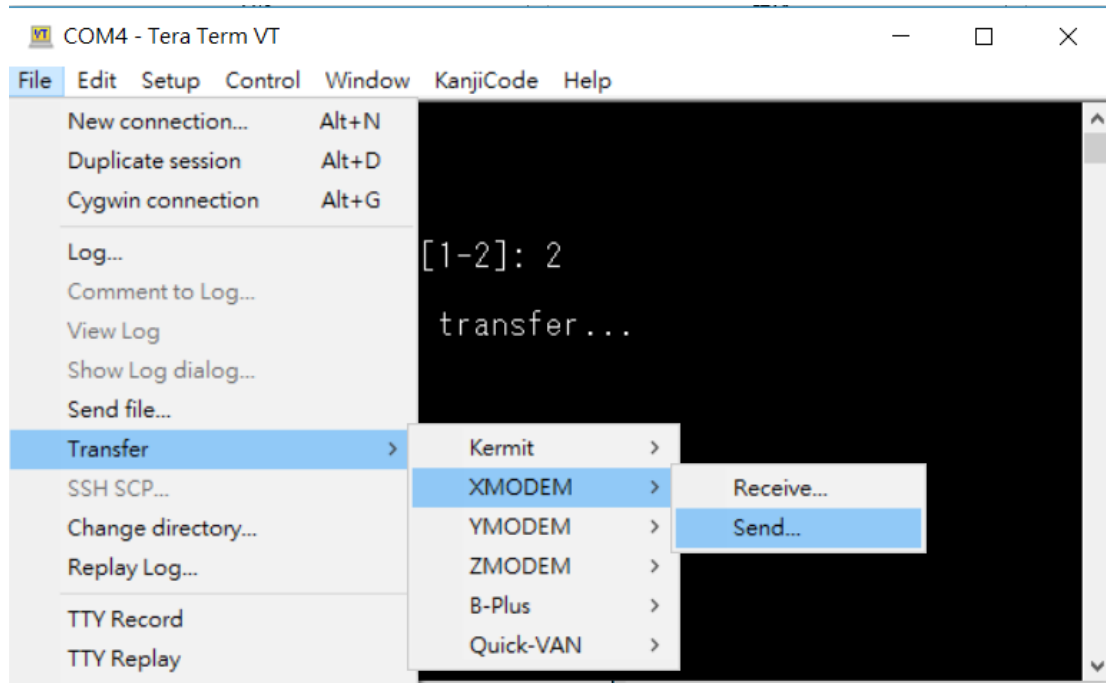 COM4 - Tera Term VT
File Edit Setup Control Window KanjiCode Help
New connection... Alt+N
Duplicate session Alt+D
Cygwin connection Alt+G
Log...
[1-2]: 2
Comment to Log...
View Log
transfer...
Show Log dialog...
Send file...
Transfer
Kermit
SSH SCP...
XMODEM
Receive...
Change directory...
YMODEM
Send...
Replay Log...
ZMODEM
TTY Record
B-Plus
TTY Replay
Quick-VAN